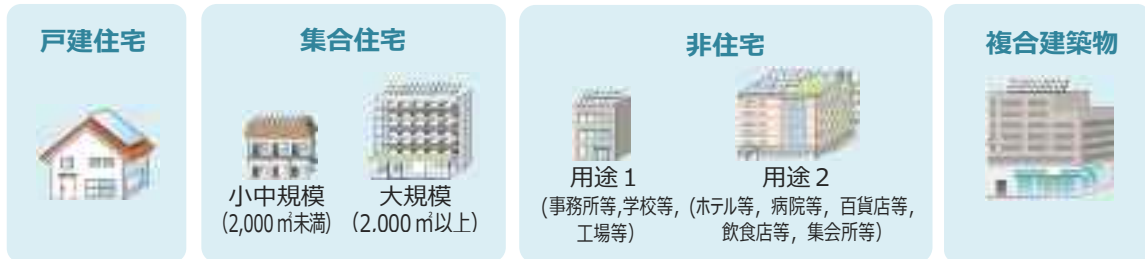 戸建住宅
集合住宅
小中規模
(2,000㎡未満)
大規模
(2.000㎡以上)
非住宅
用途1
(事務所等,学校等,
工場等)
用途2
(ホテル等，病院等，百貨店等，
飲食店等，集会所等)
複合建築物